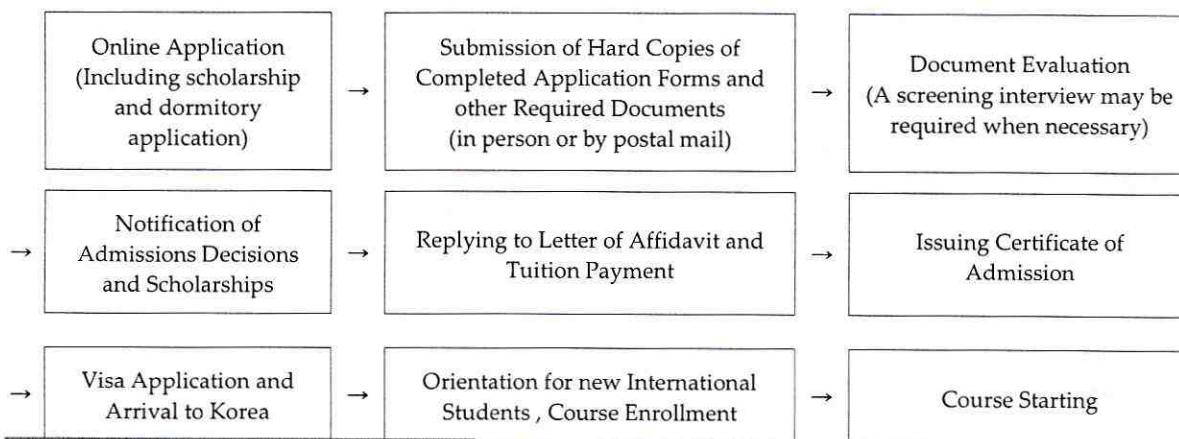 Online Application
(Including scholarship
and dormitory
application)
→
Submission of Hard Copies of
Completed Application Forms and
other Required Documents
(in person or by postal mail)
→
Document Evaluation
(A screening interview may be
required when necessary)
→
Notification of
Admissions Decisions
and Scholarships
→
Replying to Letter of Affidavit and
Tuition Payment
→
Issuing Certificate of
Admission
→
Visa Application and
Arrival to Korea
→
Orientation for new International
Students , Course Enrollment
→
Course Starting